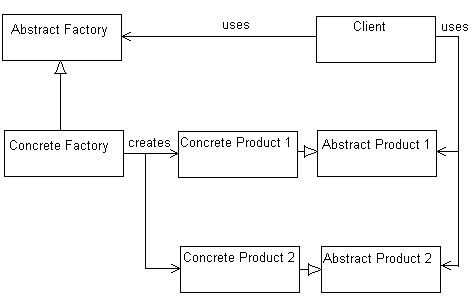 Abstract Factory
uses
Client
uses
Concrete Factory
creates
Concrete Product 1
Abstract Product 1
Concrete Product 2
Abstract Product 2